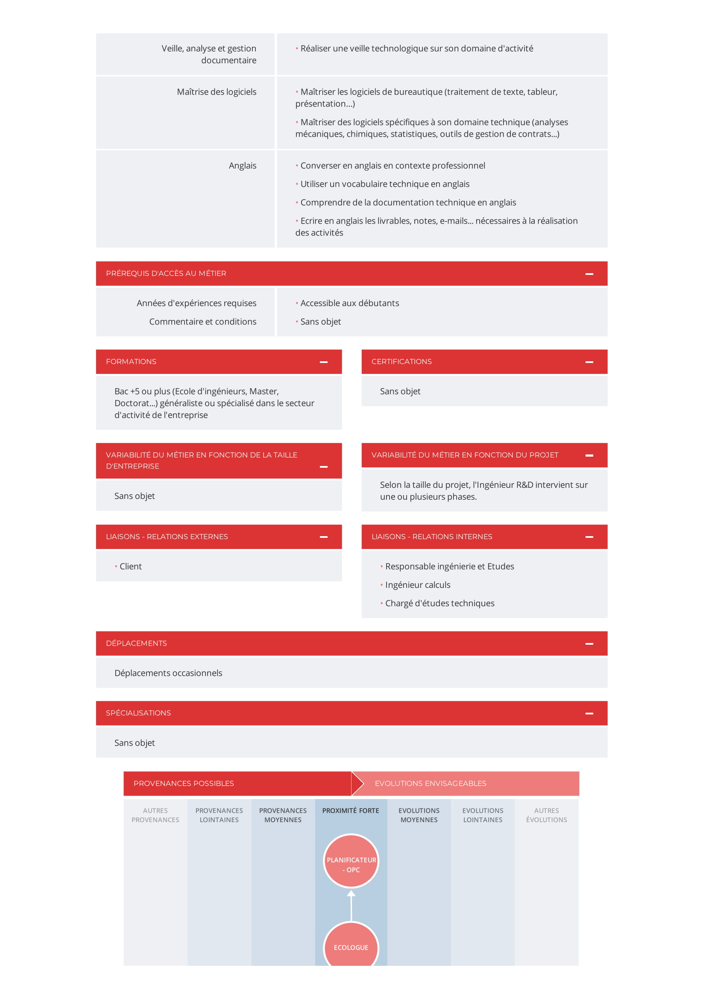 Veille, analyse et gestion
documentaire
• Réaliser une veille technologique sur son domaine d'activité
Maîtrise des logiciels
• Maîtriser les logiciels de bureautique (traitement de texte, tableur,
présentation...)
• Maîtriser des logiciels spécifiques à son domaine technique (analyses
mécaniques, chimiques, statistiques, outils de gestion de contrats...)
Anglais
• Converser en anglais en contexte professionnel
• Utiliser un vocabulaire technique en anglais
• Comprendre de la documentation technique en anglais
• Ecrire en anglais les livrables, notes, e-mails... nécessaires à la réalisation
des activités
PRÉREQUIS D'ACCÈS AU MÉTIER
Années d'expériences requises
• Accessible aux débutants
Commentaire et conditions
• Sans objet
FORMATIONS
Bac +5 ou plus (Ecole d'ingénieurs, Master,
Doctorat...) généraliste ou spécialisé dans le secteur
d'activité de l'entreprise
CERTIFICATIONS
Sans objet
VARIABILITÉ DU MÉTIER EN FONCTION DE LA TAILLE
D'ENTREPRISE
Sans objet
VARIABILITÉ DU MÉTIER EN FONCTION DU PROJET
Selon la taille du projet, l'Ingénieur R&D intervient sur
une ou plusieurs phases.
LIAISONS - RELATIONS EXTERNES
• Client
LIAISONS - RELATIONS INTERNES
• Responsable ingénierie et Etudes
• Ingénieur calculs
• Chargé d'études techniques
DÉPLACEMENTS
Déplacements occasionnels
SPÉCIALISATIONS
Sans objet
PROVENANCES POSSIBLES
EVOLUTIONS ENVISAGEABLES
AUTRES
PROVENANCES
PROVENANCES
LOINTAINES
PROVENANCES
MOYENNES
PROXIMITÉ FORTE
EVOLUTIONS
MOYENNES
EVOLUTIONS
LOINTAINES
AUTRES
ÉVOLUTIONS
PLANIFICATEUR
- OPC
ECOLOGUE